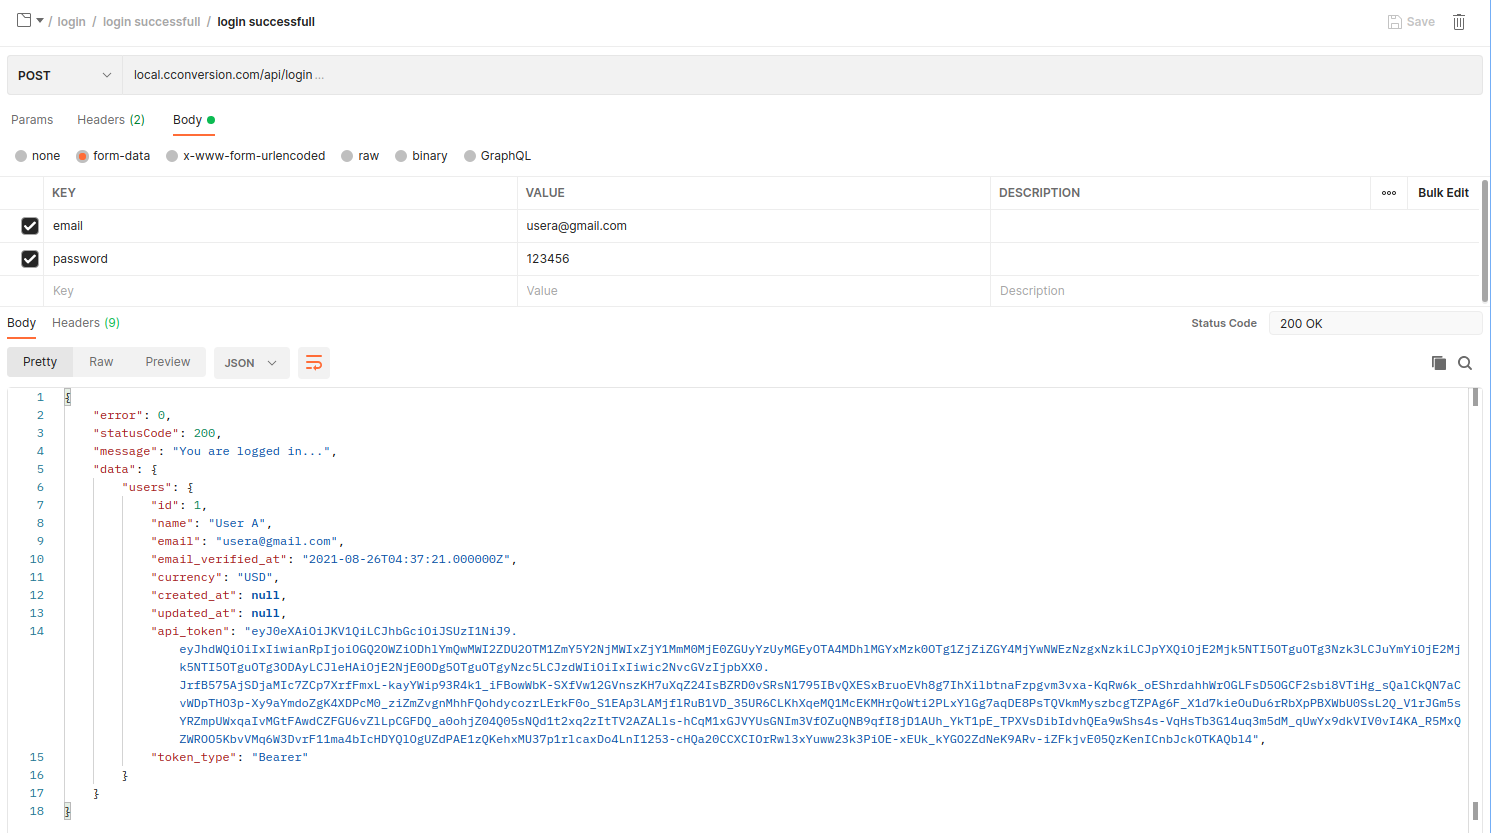 / login / login successfull / login successfull
Save
POST
local.cconversion.com/api/login ...
Params
Headers (2)
Body
none
form-data
x-www-form-urlencoded
raw
binary
GraphQL
KEY VALUE DESCRIPTION ooo Bulk Edit
email usera@gmail.com
password 123456
Key Value Description
Body Headers (9) Status Code 200 OK
Pretty Raw Preview JSON
1 {
2 "error": 0,
3 "statusCode": 200,
4 "message": "You are logged in...",
5 "data": {
6 "users": {
7 "id": 1,
8 "name": "User A",
9 "email": "usera@gmail.com",
10 "email_verified_at": "2021-08-26T04:37:21.000000Z",
11 "currency": "USD",
12 "created_at": null,
13 "updated_at": null,
14 "api_token": "eyJ0eXAiOiJKV1QiLCJhbGciOiJSUzI1NiJ9.
eyJhdWQiOiIxIiwianRpIjoiOGQ2OWZiODhlYmQwMWI2ZDU2OTM1ZmY5Y2NjMWIxZjY1MmM0MjE0ZGUyYzUyMGEyOTA4MDhlMGYxMzk0OTg1ZjZiZGY4MjYwNWEzNzgxNzkiLCJpYXQiOjE2Mjk5NTI5OTguOTg3Nzk3LCJuYmYiOjE2Mj
k5NTI5OTguOTg3ODAyLCJleHAiOjE2NjE0ODg5OTguOTgyNzc5LCJzdWIiOiIxIiwic2NvcGVzIjpbXX0.
JrfB575AjSDjaMIc7ZCp7XrfFmxL-kayYWip93R4k1_iFBowWbK-SXfVw12GVnszKH7uXqZ24IsBZRD0vSRsN1795IBvQXESxBruoEVh8g7IhXilbtnaFzpgvm3vxa-KqRw6k_oEShrdahhWrOGLFsD5OGCF2sbi8VTiHg_sQalCkQN7aC
vWDpTHO3p-Xy9aYmdoZgK4XDPcM0_ziZmZvgnMhhFQohdycozrLErkF0o_S1EAp3LAMjflRuB1VD_35UR6CLKhXqeMQ1McEKMHrQoWti2PLxYlGg7aqDE8PsTQVkmMyszbcgTZPAg6F_X1d7kieOuDu6rRbXpPBXWbU0SsL2Q_V1rJGm5s
YRZmpUWxqaIvMGtFAwdCZFGU6vZlLpCGFDQ_a0ohjZ04Q05sNQd1t2xq2zItTV2AZALls-hCqM1xGJVYUsGNIm3VfOZuQNB9qfI8jD1AUh_YkT1pE_TPXVsDibIdvhQEa9wShs4s-VqHsTb3G14uq3m5dM_qUwYx9dkVIV0vI4KA_R5MxQ
ZWROO5KbvVMq6W3DvrF11ma4bIcHDYQlOgUZdPAE1zQKehxMU37p1rlcaxDo4LnI1253-cHQa20CCXCIOrRwl3xYuww23k3PiOE-xEUk_kYGO2ZdNeK9ARv-iZFkjvE05QzKenICnbJckOTKAQbl4",
15 "token_type": "Bearer"
16 }
17 }
18 }